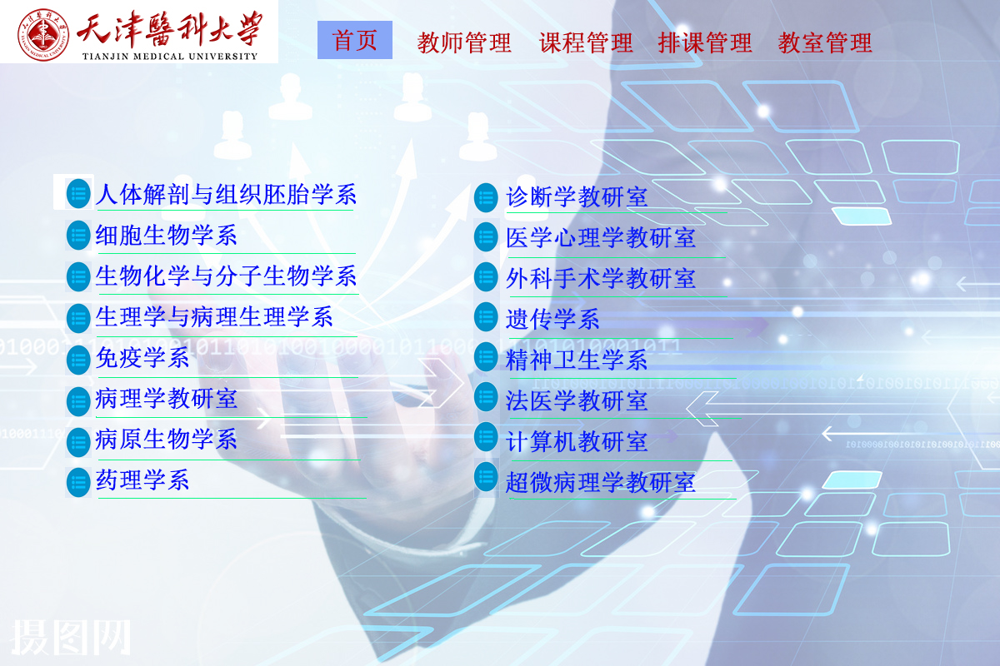 天津醫科大学
TIANJIN MEDICAL UNIVERSITY
首页 教师管理 课程管理 排课管理 教室管理
人体解剖与组织胚胎学系
细胞生物学系
生物化学与分子生物学系
生理学与病理生理学系
免疫学系
病理学教研室
病原生物学系
药理学系
诊断学教研室
医学心理学教研室
外科手术学教研室
遗传学系
精神卫生学系
法医学教研室
计算机教研室
超微病理学教研室
摄图网